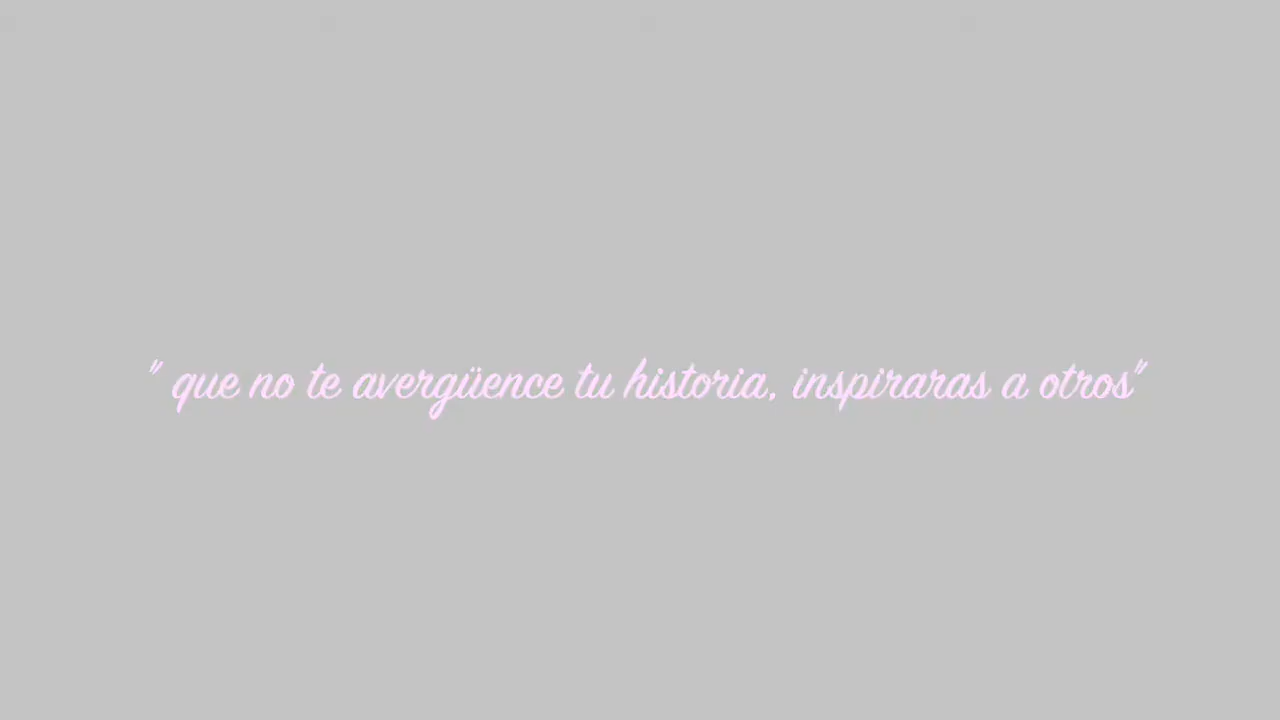 " que no te avergüence tu historia, inspiraras a otros"